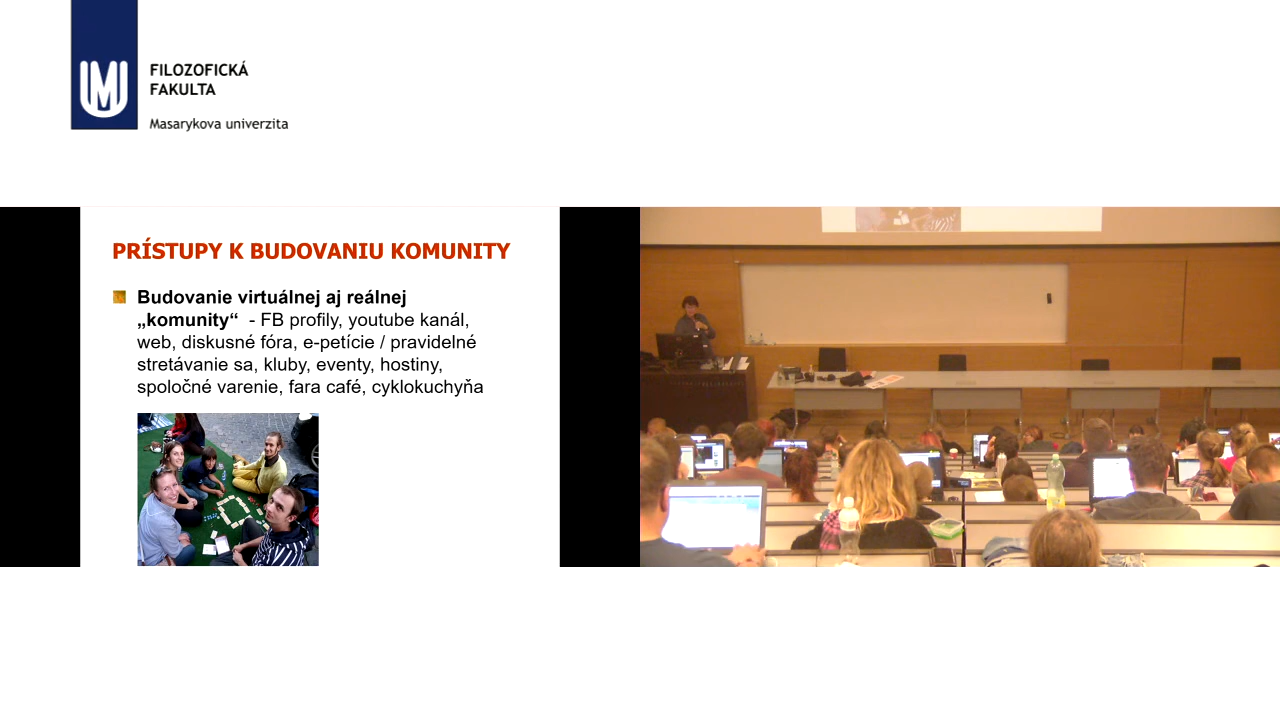 FILOZOFICKÁ
FAKULTA
Masarykova univerzita
PRÍSTUPY K BUDOVANIU KOMUNITY
Budovanie virtuálnej aj reálnej
„komunity“ - FB profily, youtube kanál,
web, diskusné fóra, e-petície / pravidelné
stretávanie sa, kluby, eventy, hostiny,
spoločné varenie, fara café, cyklokuchyňa